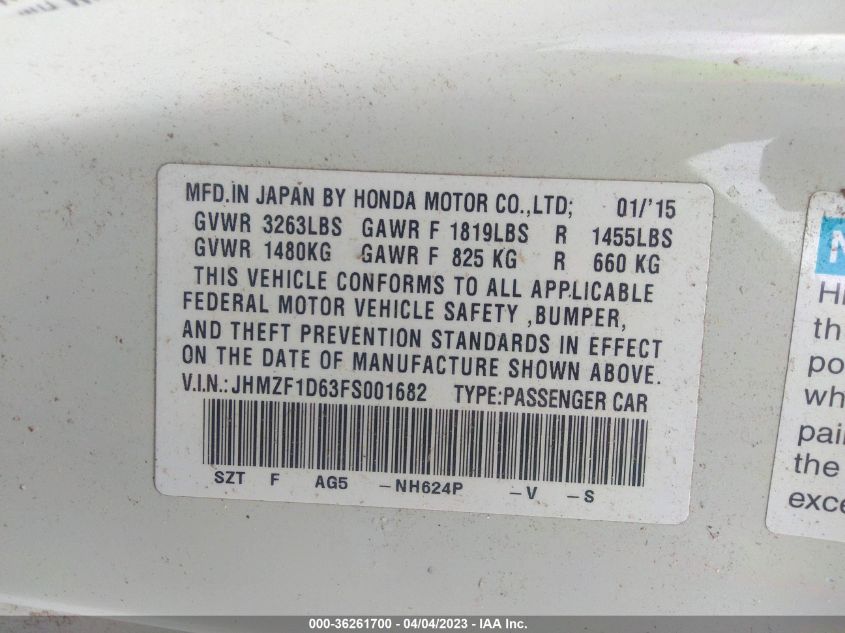 MFD.IN JAPAN BY HONDA MOTOR CO.,LTD; 01/'15
GVWR 3263LBS GAWR F 1819LBS R 1455LBS
GVWR 1480KG GAWR F 825 KG R 660 KG
THIS VEHICLE CONFORMS TO ALL APPLICABLE
FEDERAL MOTOR VEHICLE SAFETY ,BUMPER,
AND THEFT PREVENTION STANDARDS IN EFFECT
ON THE DATE OF MANUFACTURE SHOWN ABOVE.
V.I.N.:JHMZF1D63FS001682 TYPE:PASSENGER CAR
SZT F AG5 -NH624P -V -S
N
HI
th
po
wh
pai
the
exce
000-36261700 - 04/04/2023 - IAA Inc.